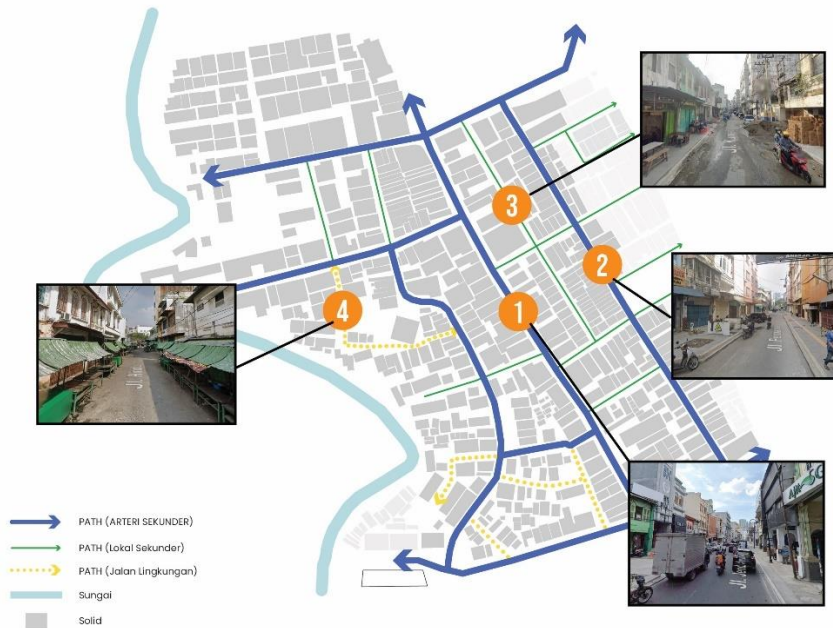 3
2
4
1
PATH (ARTERI SEKUNDER)
PATH (Lokal Sekunder)
PATH (Jalan Lingkungan)
Sungai
Solid